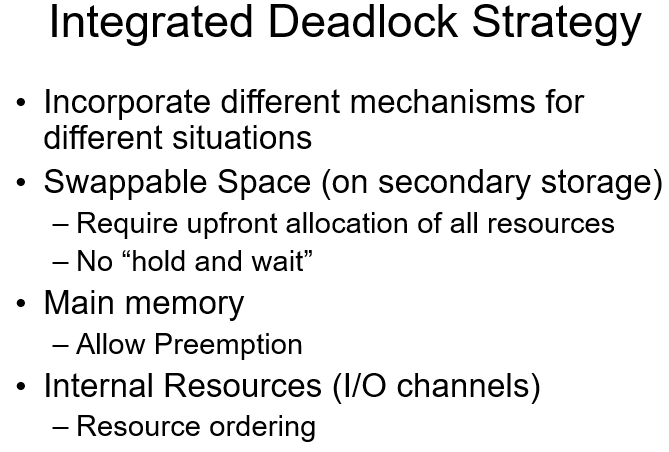 Integrated Deadlock Strategy
• Incorporate different mechanisms for
different situations
• Swappable Space (on secondary storage)
– Require upfront allocation of all resources
– No “hold and wait”
• Main memory
– Allow Preemption
• Internal Resources (I/O channels)
– Resource ordering